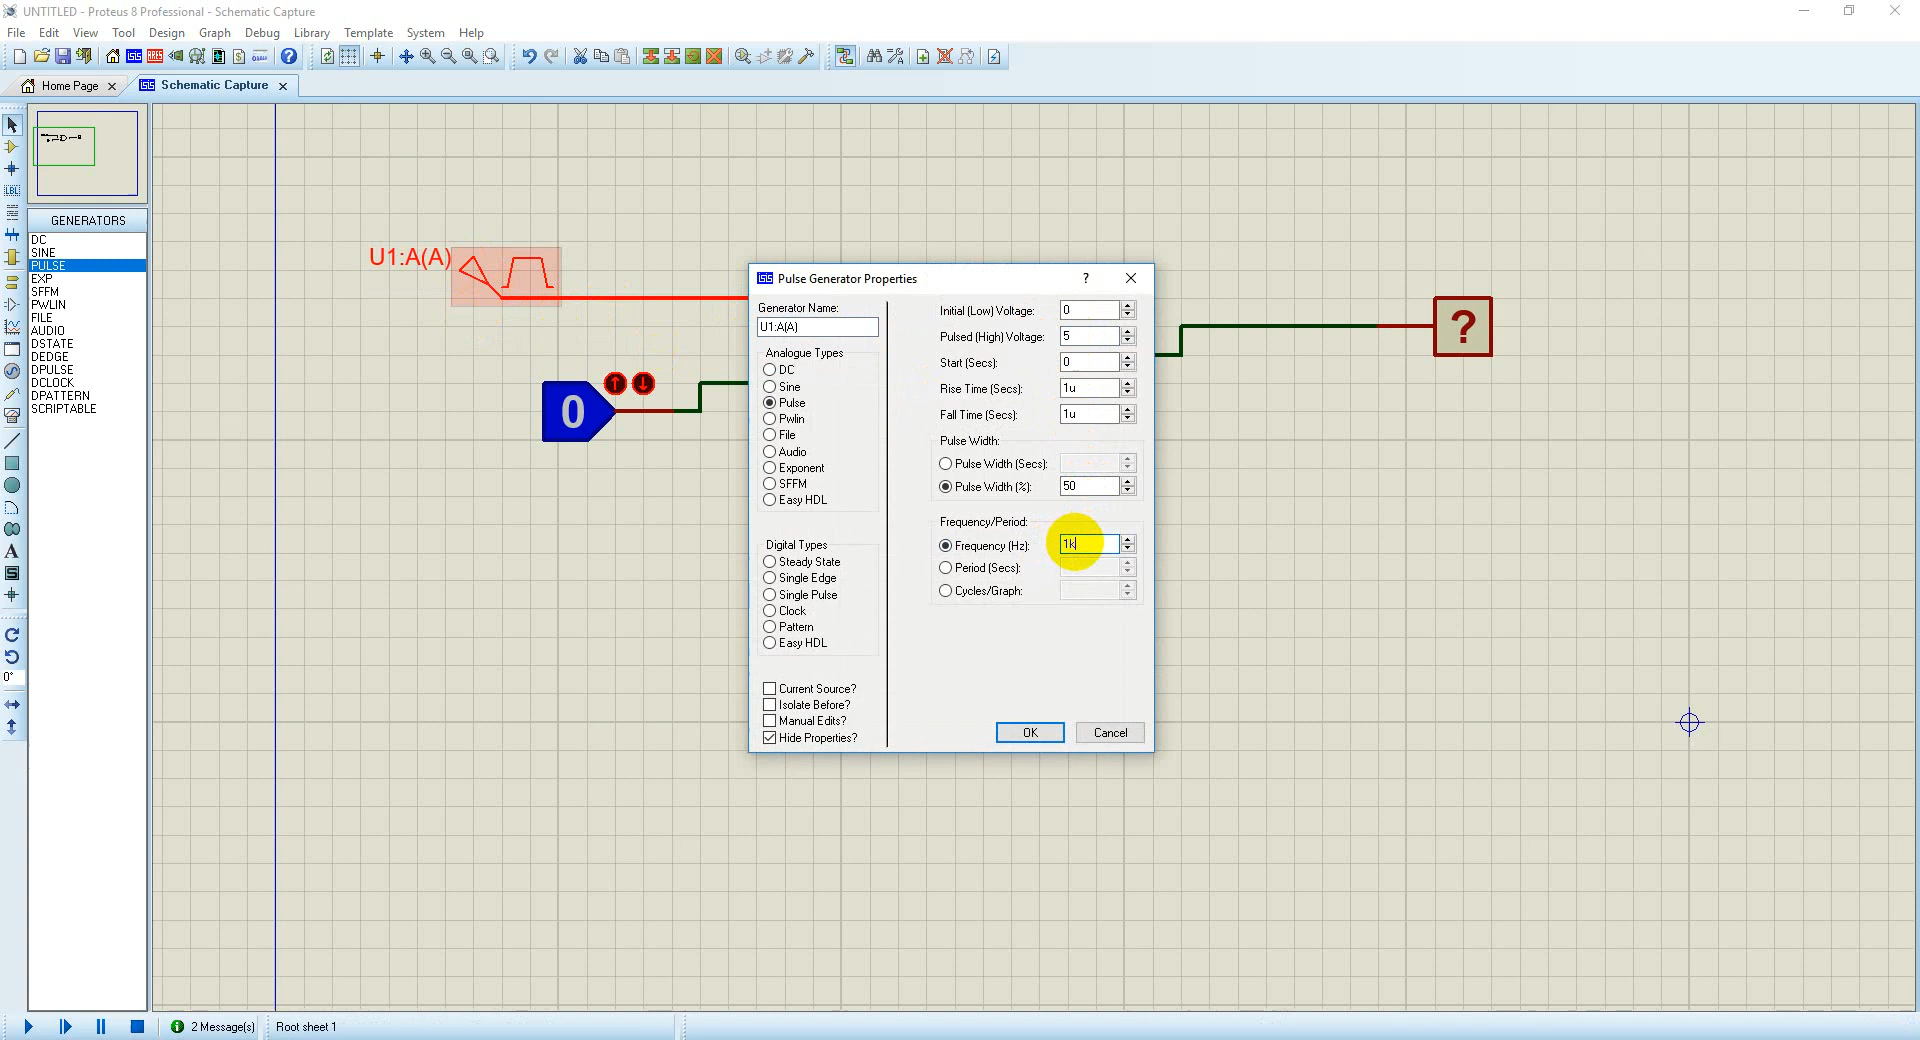 UNTITLED - Proteus 8 Professional - Schematic Capture
File Edit View Tool Design Graph Debug Library Template System Help
Home Page
Schematic Capture
GENERATORS
DC
SINE
PULSE
EXP
SFFM
PWLIN
FILE
AUDIO
DSTATE
DEDGE
DPULSE
DCLOCK
DPATTERN
SCRIPTABLE
LBL
A
S
0°
U1:A(A)
0
?
Pulse Generator Properties
?
Generator Name:
U1:A(A)
Analogue Types
DC
Sine
Pulse
Pwlin
File
Audio
Exponent
SFFM
Easy HDL
Digital Types
Steady State
Single Edge
Single Pulse
Clock
Pattern
Easy HDL
Current Source?
Isolate Before?
Manual Edits?
Hide Properties?
Initial (Low) Voltage: 0
Pulsed (High) Voltage: 5
Start (Secs): 0
Rise Time (Secs): 1u
Fall Time (Secs): 1u
Pulse Width:
Pulse Width (Secs):
Pulse Width (%): 50
Frequency/Period:
Frequency (Hz): 1k
Period (Secs):
Cycles/Graph:
OK
Cancel
2 Message(s)
Root sheet 1